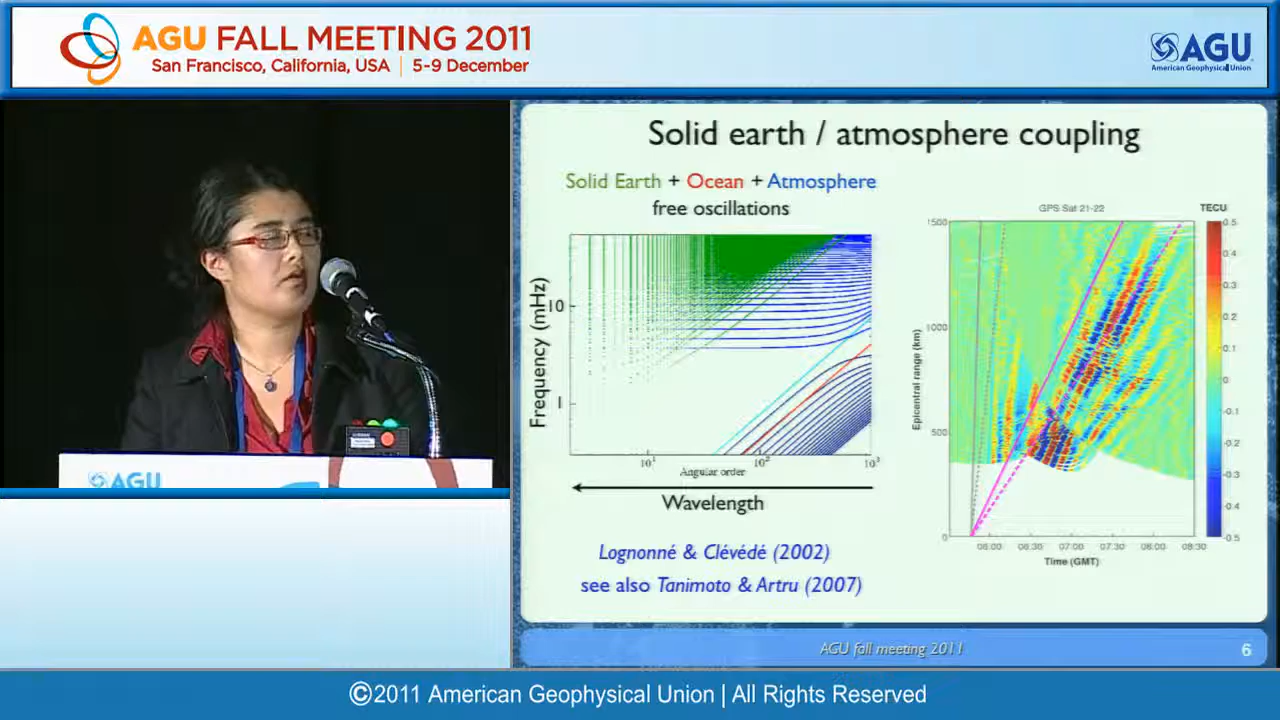 AGU FALL MEETING 2011
San Francisco, California, USA | 5-9 December
AGU
American Geophysical Union
AGU
Solid earth / atmosphere coupling
Solid Earth + Ocean + Atmosphere
free oscillations
Frequency (mHz)
10
1
10¹
10²
10³
Angular order
Wavelength
Lognonné & Clévédé (2002)
see also Tanimoto & Artru (2007)
GPS Sat 21-22
TECU
Epicentral range (km)
1500
1000
500
0
06:00
06:30
07:00
07:30
08:00
08:30
Time (GMT)
0.5
0.4
0.3
0.2
0.1
0
-0.1
-0.2
-0.3
-0.4
-0.5
AGU fall meeting 2011
6
©2011 American Geophysical Union | All Rights Reserved